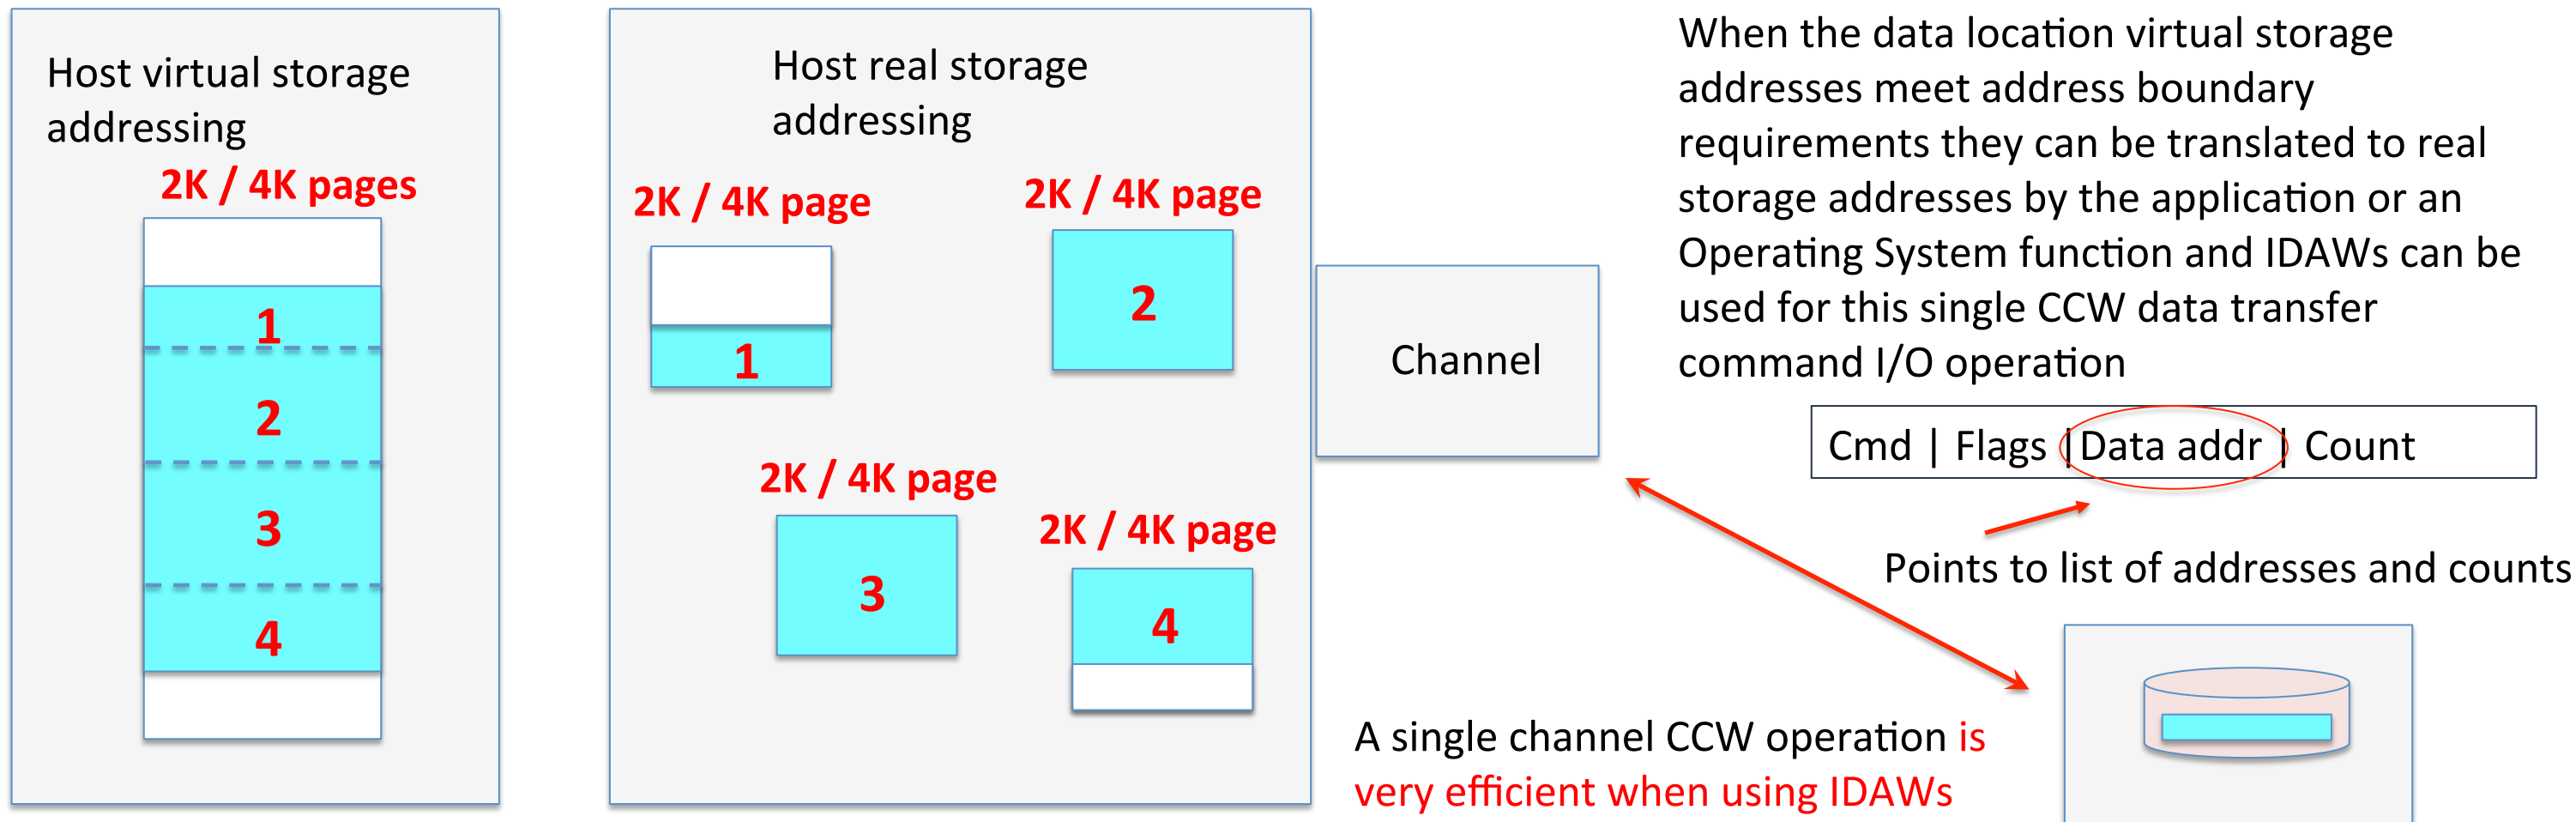 Host virtual storage
addressing
2K / 4K pages
1
2
3
4
Host real storage
addressing
2K / 4K page
1
2K / 4K page
2
2K / 4K page
3
2K / 4K page
4
Channel
When the data location virtual storage
addresses meet address boundary
requirements they can be translated to real
storage addresses by the application or an
Operating System function and IDAWs can be
used for this single CCW data transfer
command I/O operation
Cmd | Flags |Data addr | Count
Points to list of addresses and counts
A single channel CCW operation is
very efficient when using IDAWs